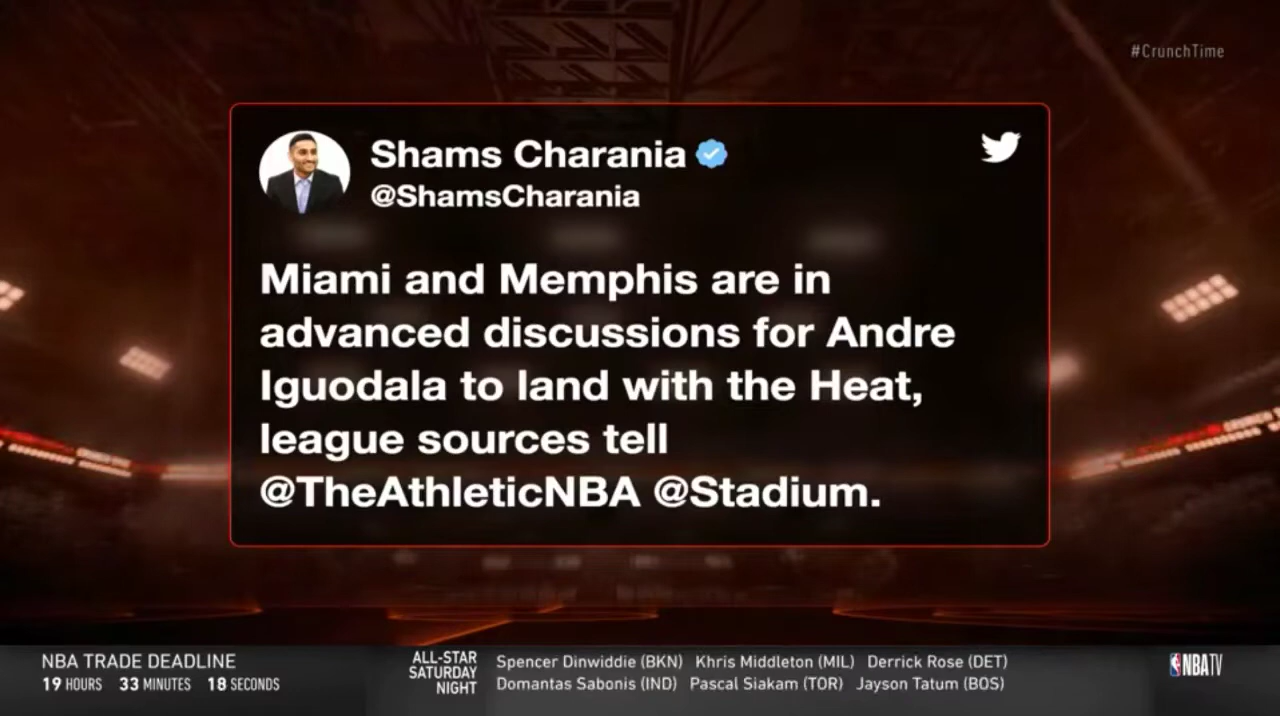 #CrunchTime
Shams Charania
@ShamsCharania
Miami and Memphis are in
advanced discussions for Andre
Iguodala to land with the Heat,
league sources tell
@TheAthleticNBA @Stadium.
NBA TRADE DEADLINE
19 HOURS 33 MINUTES 18 SECONDS
ALL-STAR
SATURDAY
NIGHT
Spencer Dinwiddie (BKN) Khris Middleton (MIL) Derrick Rose (DET)
Domantas Sabonis (IND) Pascal Siakam (TOR) Jayson Tatum (BOS)
NBATV